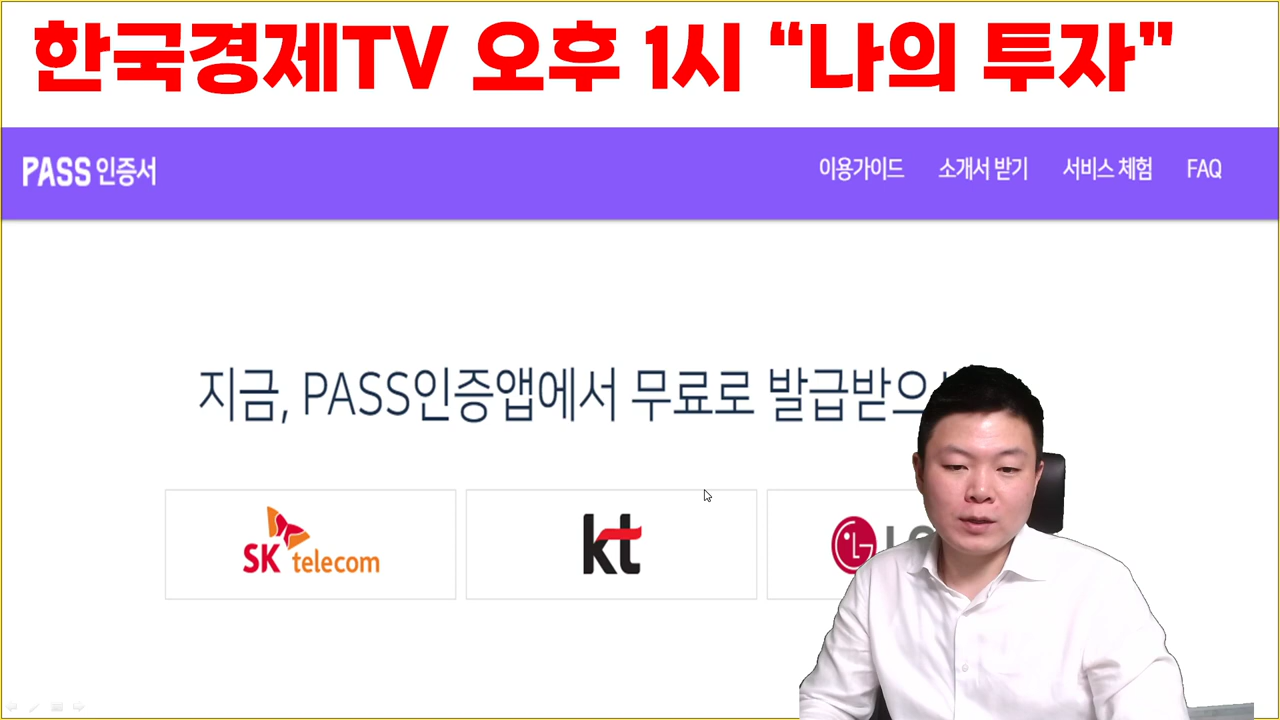 한국경제TV 오후 1시 “나의 투자”
PASS 인증서 이용가이드 소개서 받기 서비스 체험 FAQ
지금, PASS인증앱에서 무료로 발급받으
SK telecom kt LG